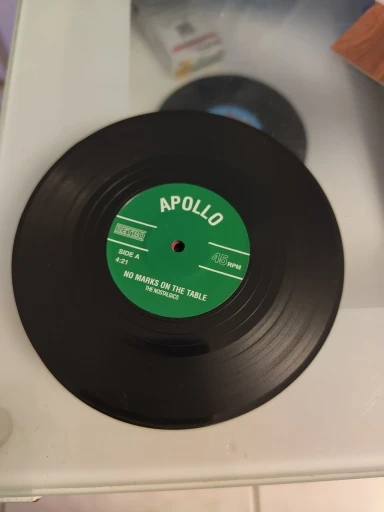 APOLLO
SIDE A
4:21
45 RPM
NO MARKS ON THE TABLE
THE NOSTALGICS